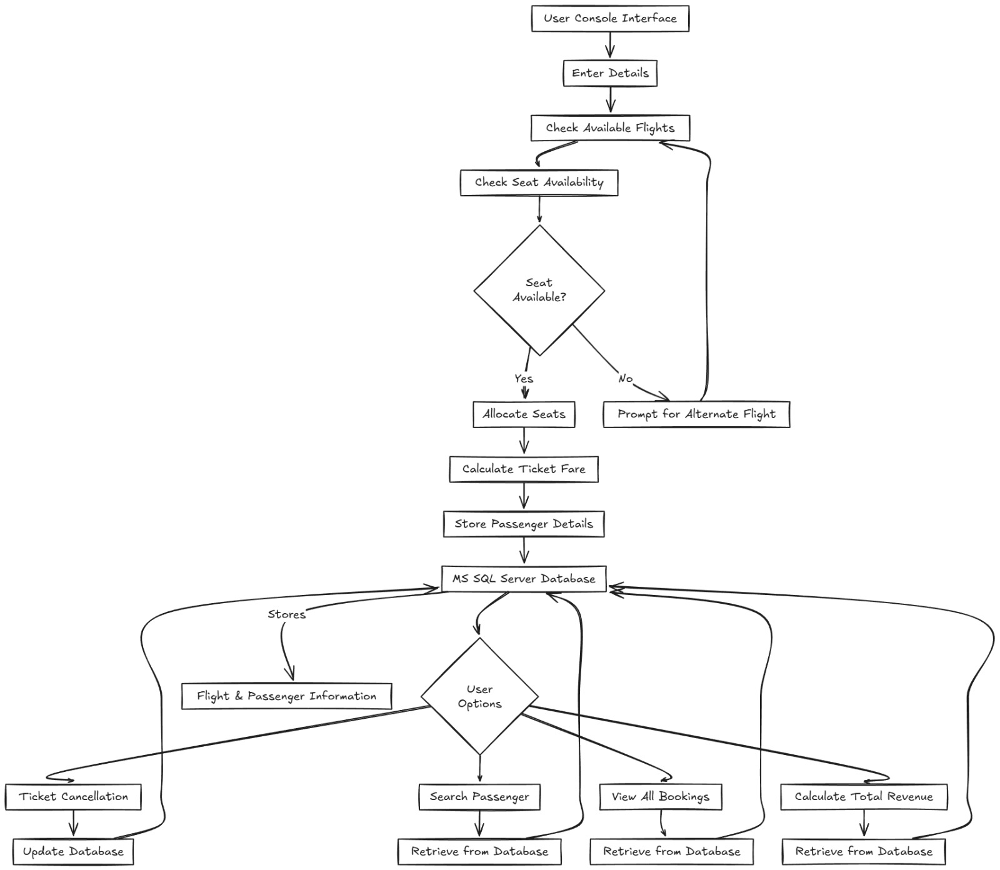 User Console Interface
Enter Details
Check Available Flights
Check Seat Availability
Seat
Available?
Yes
No
Allocate Seats
Prompt for Alternate Flight
Calculate Ticket Fare
Store Passenger Details
MS SQL Server Database
Stores
Flight & Passenger Information
User
Options
Ticket Cancellation
Search Passenger
View All Bookings
Calculate Total Revenue
Update Database
Retrieve from Database
Retrieve from Database
Retrieve from Database